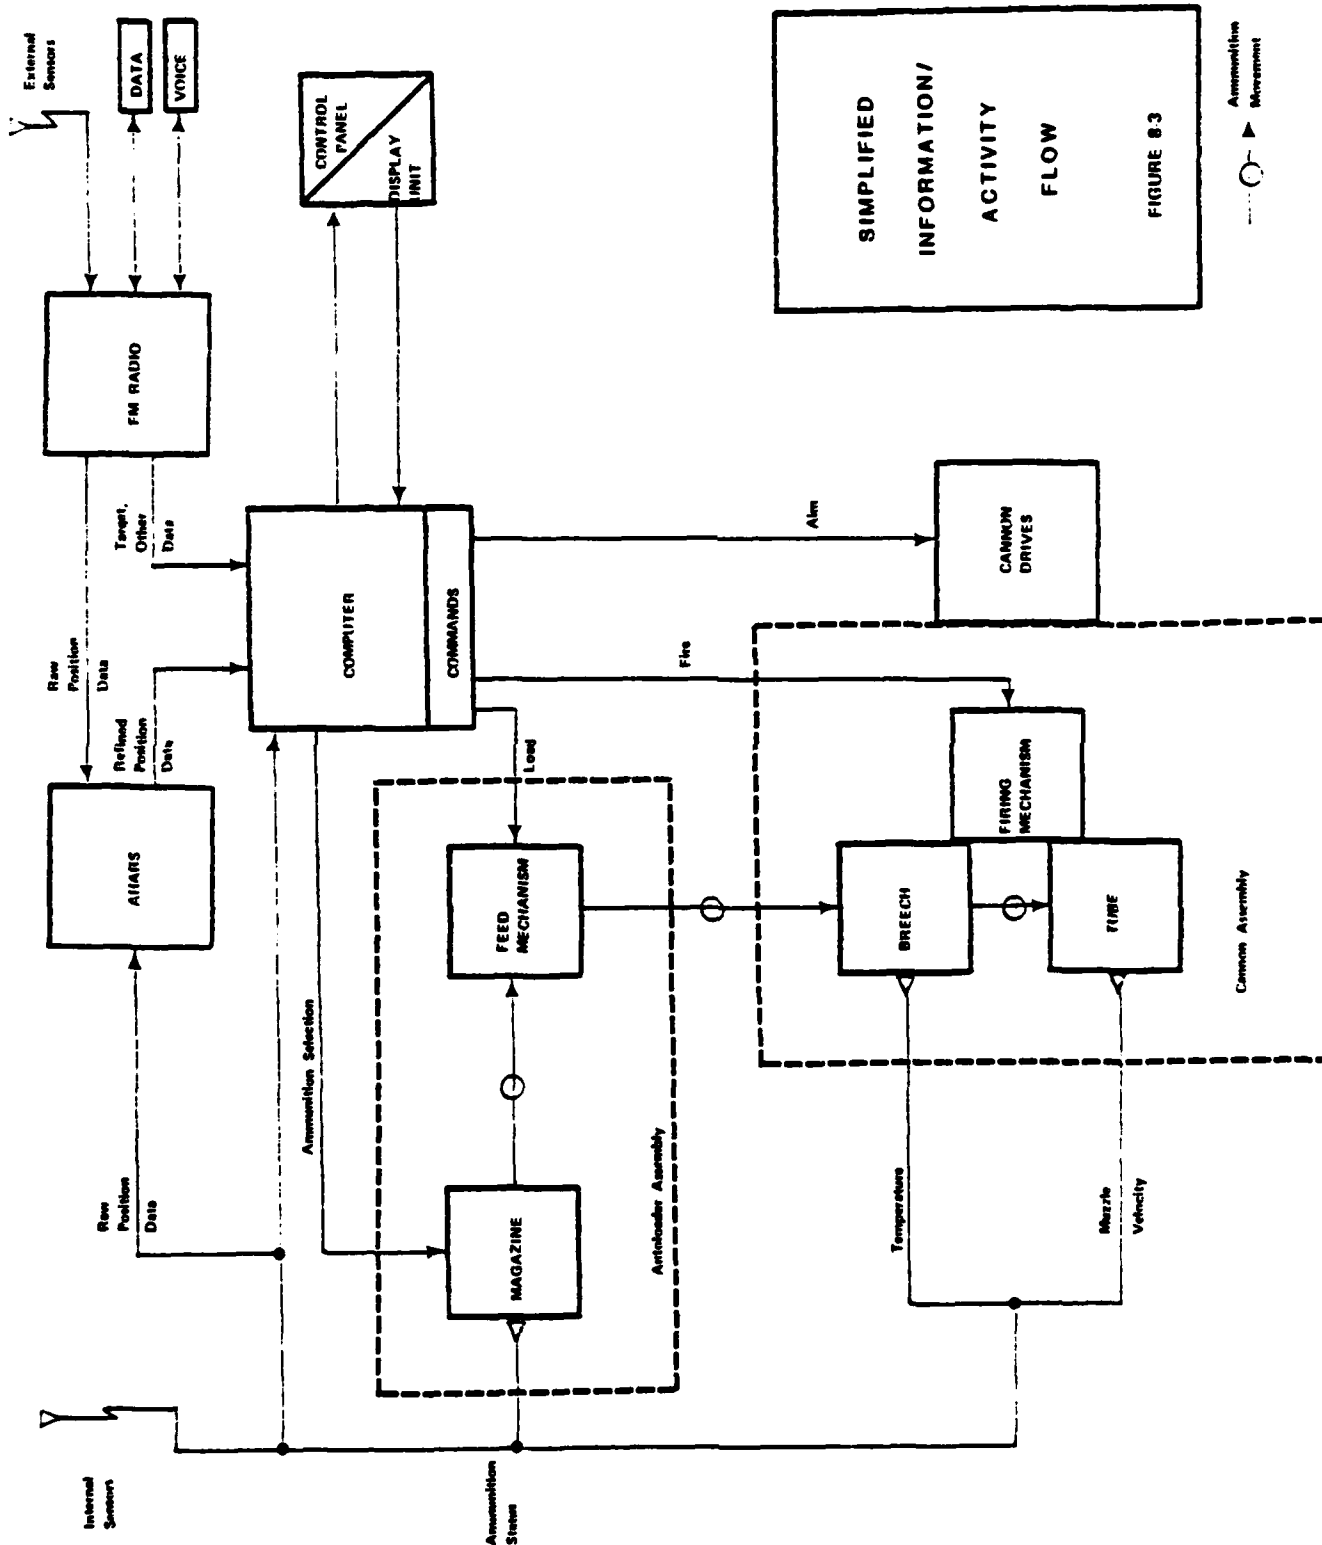 Internal
Sensors
Raw
Position
Data
AHARS
Refined
Position
Data
Raw
Position
Data
FM RADIO
Target,
Other
Data
External
Sensors
DATA
VOICE
Ammunition Selection
COMPUTER
COMMANDS
CONTROL
PANEL
DISPLAY
UNIT
Ammunition
Status
MAGAZINE
FEED
MECHANISM
Load
Autoloader Assembly
Fire
Aim
Temperature
BREECH
FIRING
MECHANISM
CANNON
DRIVES
Muzzle
Velocity
TUBE
Cannon Assembly
SIMPLIFIED
INFORMATION/
ACTIVITY
FLOW
FIGURE 8-3
Ammunition
Movement